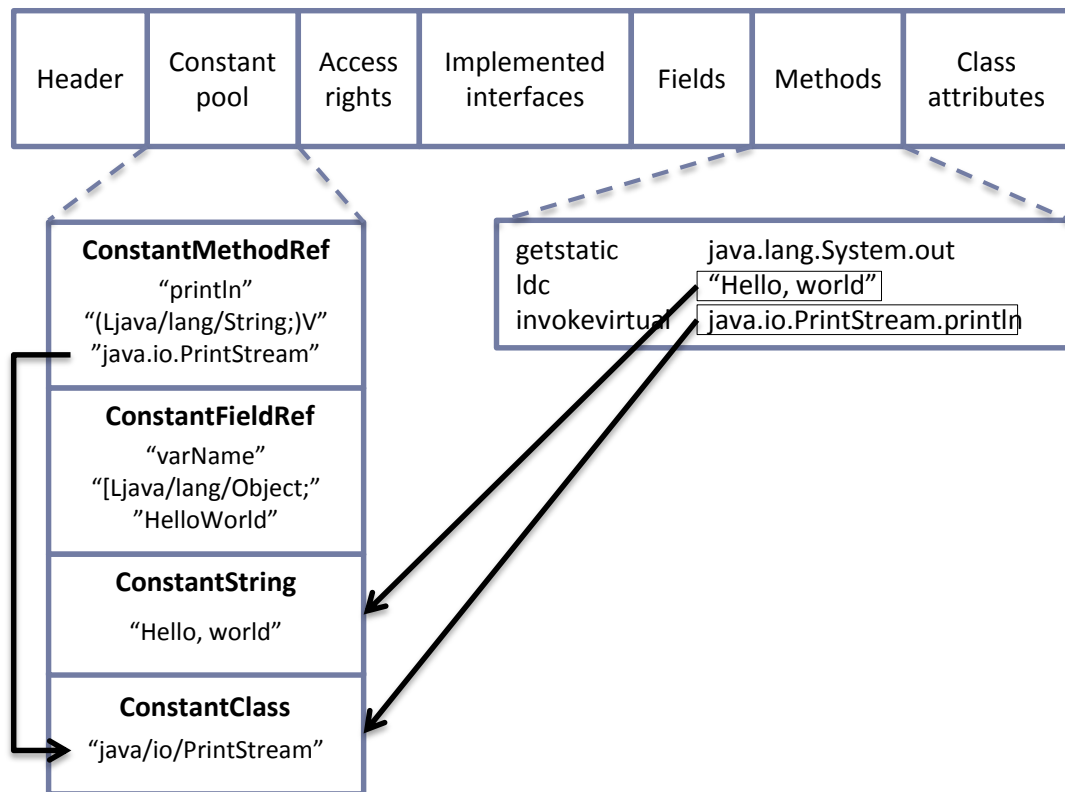 Header
Constant
pool
Access
rights
Implemented
interfaces
Fields
Methods
Class
attributes
ConstantMethodRef
“println”
“(Ljava/lang/String;)V”
”java.io.PrintStream”
ConstantFieldRef
“varName”
“[Ljava/lang/Object;”
”HelloWorld”
ConstantString
“Hello, world”
ConstantClass
“java/io/PrintStream”
getstatic java.lang.System.out
ldc “Hello, world”
invokevirtual java.io.PrintStream.println